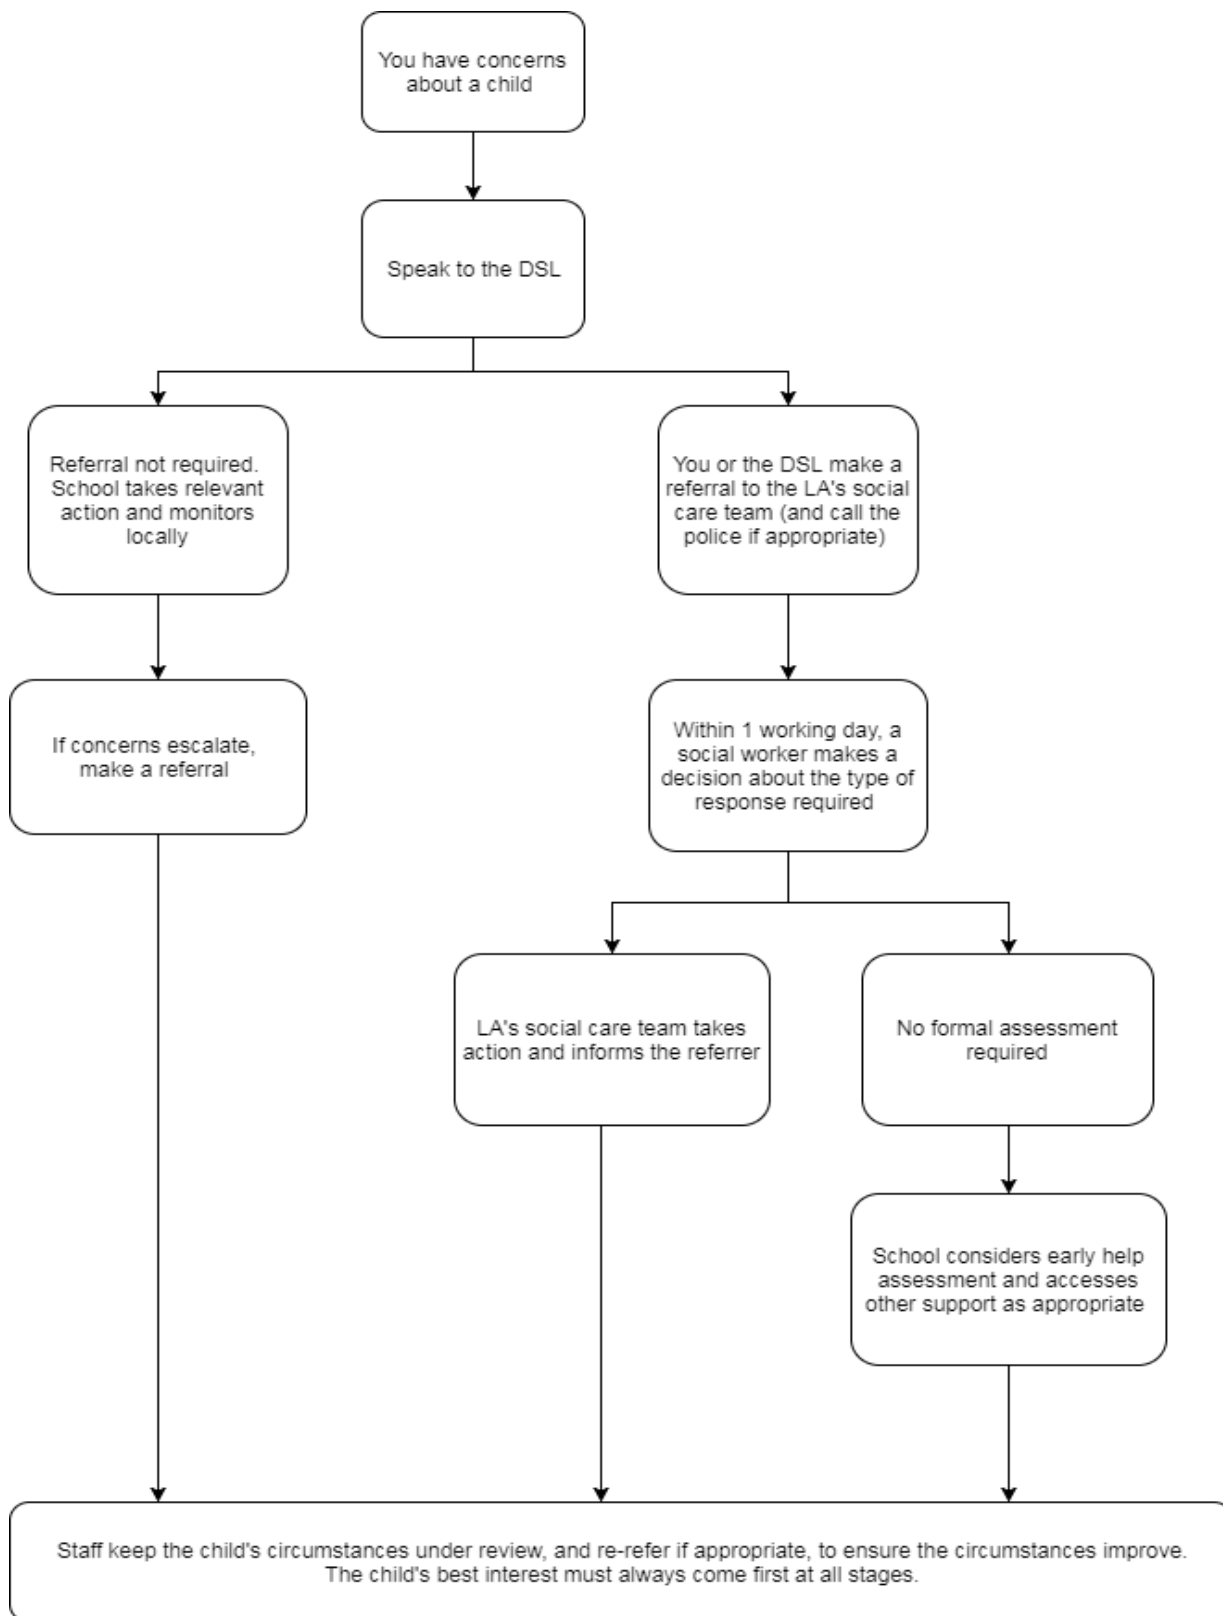 You have concerns
about a child
Speak to the DSL
Referral not required.
School takes relevant
action and monitors
locally
You or the DSL make a
referral to the LA's social
care team (and call the
police if appropriate)
If concerns escalate,
make a referral
Within 1 working day, a
social worker makes a
decision about the type of
response required
LA's social care team takes
action and informs the referrer
No formal assessment
required
School considers early help
assessment and accesses
other support as appropriate
Staff keep the child's circumstances under review, and re-refer if appropriate, to ensure the circumstances improve.
The child's best interest must always come first at all stages.